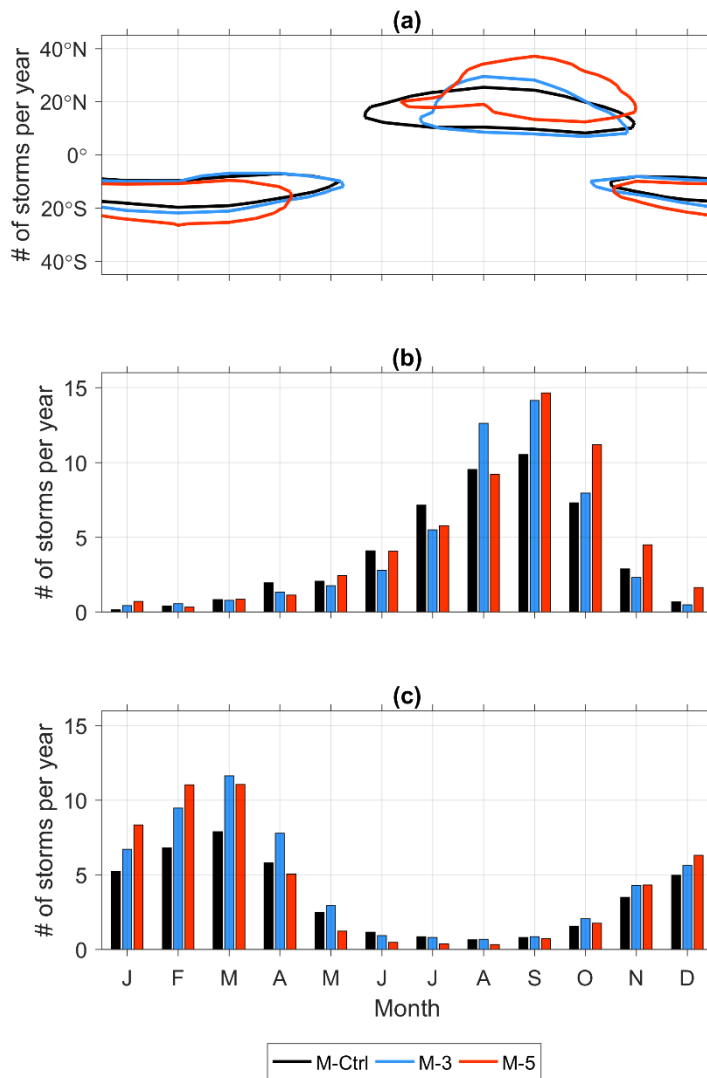 (a)
# of storms per year
40°N
20°N
0°
20°S
40°S
(b)
# of storms per year
15
10
5
0
(c)
# of storms per year
15
10
5
0
J F M A M J J A S O N D
Month
M-Ctrl M-3 M-5